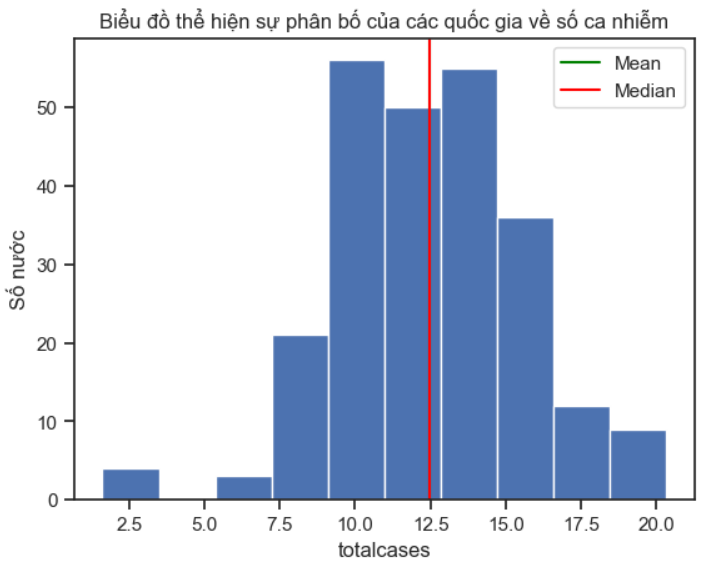 Biểu đồ thể hiện sự phân bố của các quốc gia về số ca nhiễm
Mean
Median
Số nước
50
40
30
20
10
0
2.5 5.0 7.5 10.0 12.5 15.0 17.5 20.0
totalcases